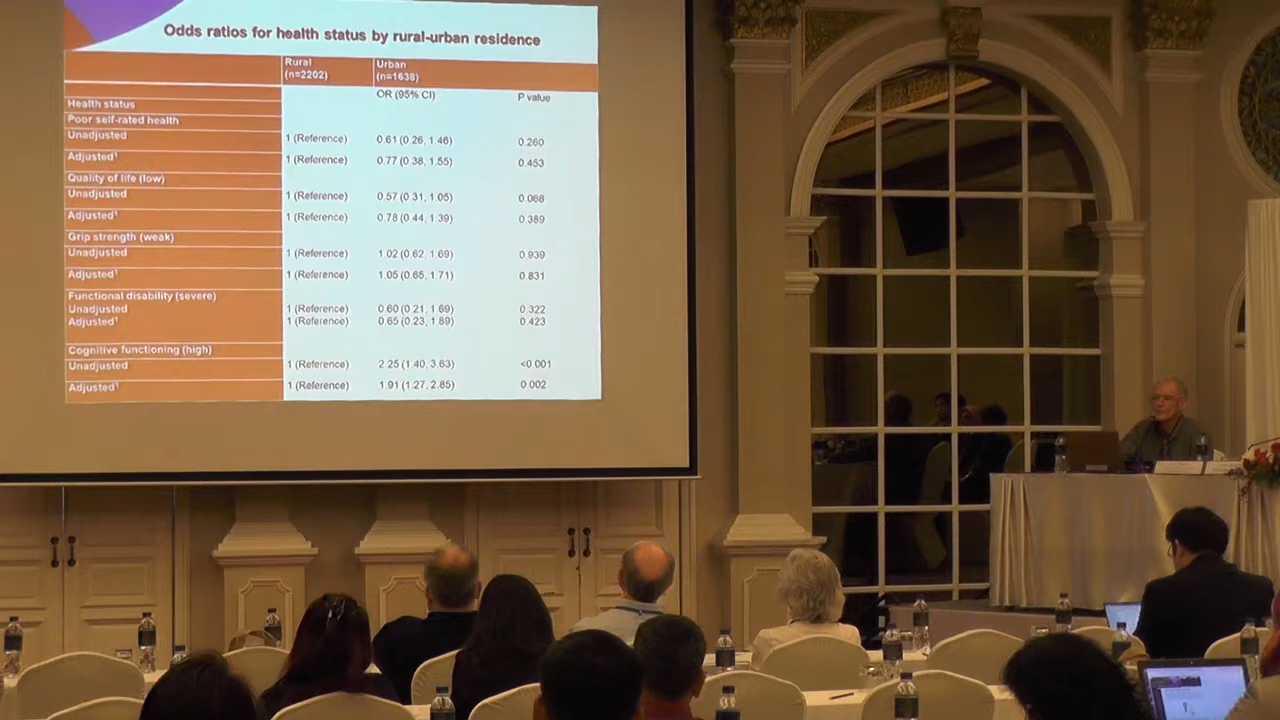 Odds ratios for health status by rural-urban residence
Rural (n=2202) Urban (n=1638)
OR (95% CI) P value
Health status
Poor self-rated health
Unadjusted 1 (Reference) 0.61 (0.26, 1.46) 0.260
Adjusted¹ 1 (Reference) 0.77 (0.38, 1.55) 0.453
Quality of life (low)
Unadjusted 1 (Reference) 0.57 (0.31, 1.05) 0.068
Adjusted¹ 1 (Reference) 0.78 (0.44, 1.39) 0.389
Grip strength (weak)
Unadjusted 1 (Reference) 1.02 (0.62, 1.69) 0.939
Adjusted¹ 1 (Reference) 1.05 (0.65, 1.71) 0.831
Functional disability (severe)
Unadjusted 1 (Reference) 0.60 (0.21, 1.69) 0.322
Adjusted¹ 1 (Reference) 0.65 (0.23, 1.89) 0.423
Cognitive functioning (high)
Unadjusted 1 (Reference) 2.25 (1.40, 3.63) <0.001
Adjusted¹ 1 (Reference) 1.91 (1.27, 2.85) 0.002